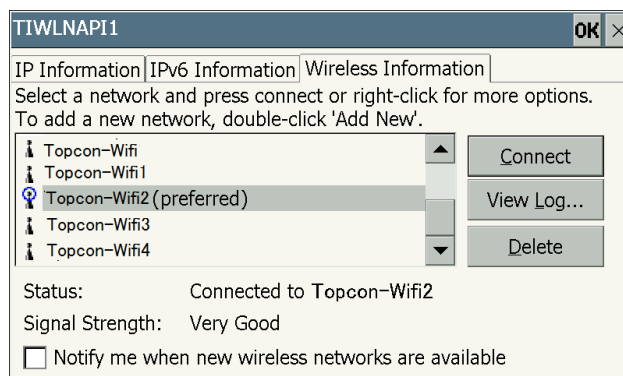 TIWLNAPI1 OK ×
IP Information IPv6 Information Wireless Information
Select a network and press connect or right-click for more options.
To add a new network, double-click 'Add New'.
Topcon-Wifi
Topcon-Wifi1
Topcon-Wifi2 (preferred)
Topcon-Wifi3
Topcon-Wifi4
Connect
View Log...
Delete
Status: Connected to Topcon-Wifi2
Signal Strength: Very Good
Notify me when new wireless networks are available